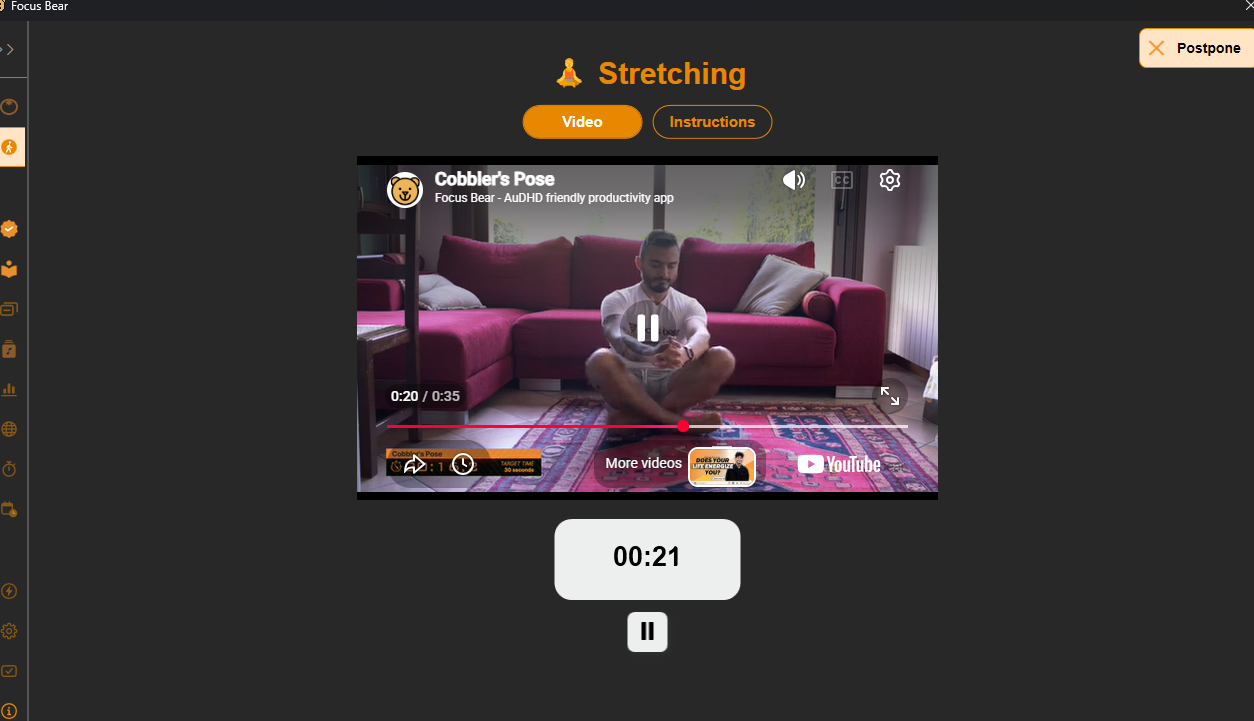 Focus Bear
Postpone
Stretching
Video
Instructions
Cobbler's Pose
Focus Bear - AuDHD friendly productivity app
CC
0:20 / 0:35
Cobbler's Pose
TARGET TIME
30 seconds
More videos
DOES YOUR
LIFE ENERGIZE
YOU?
YouTube
00:21